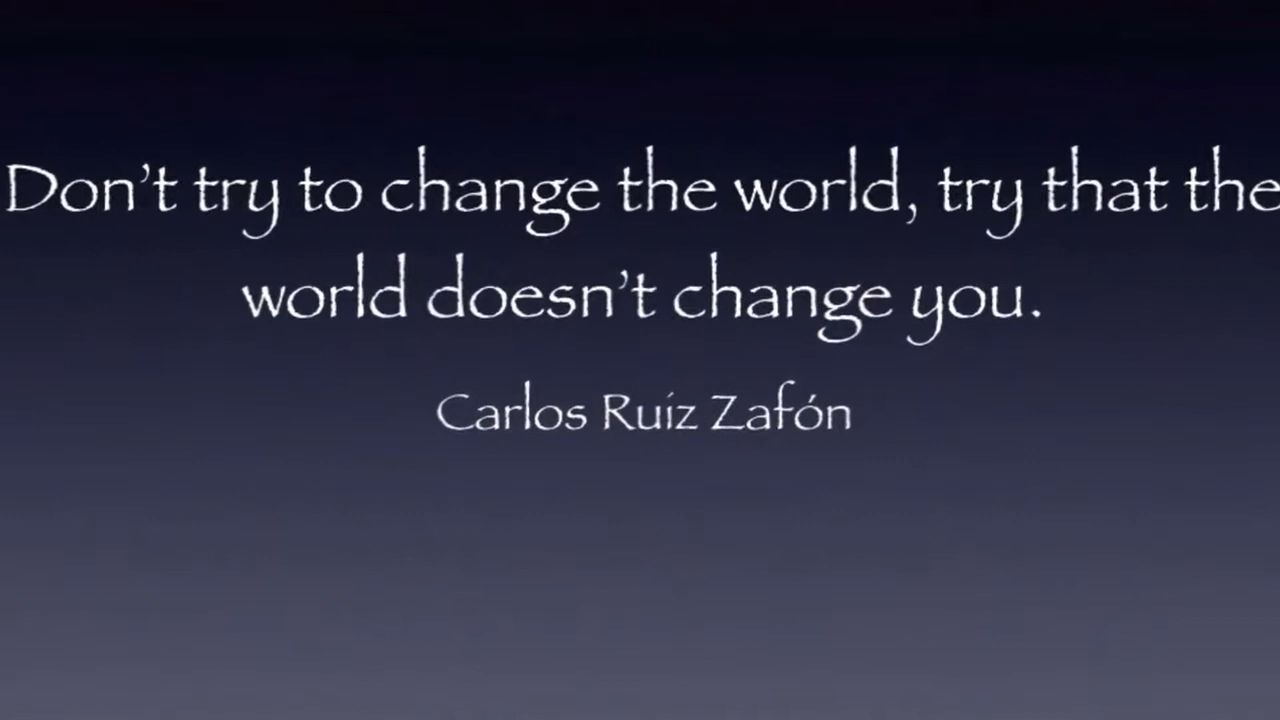 Don’t try to change the world, try that the
world doesn’t change you.
Carlos Ruiz Zafón